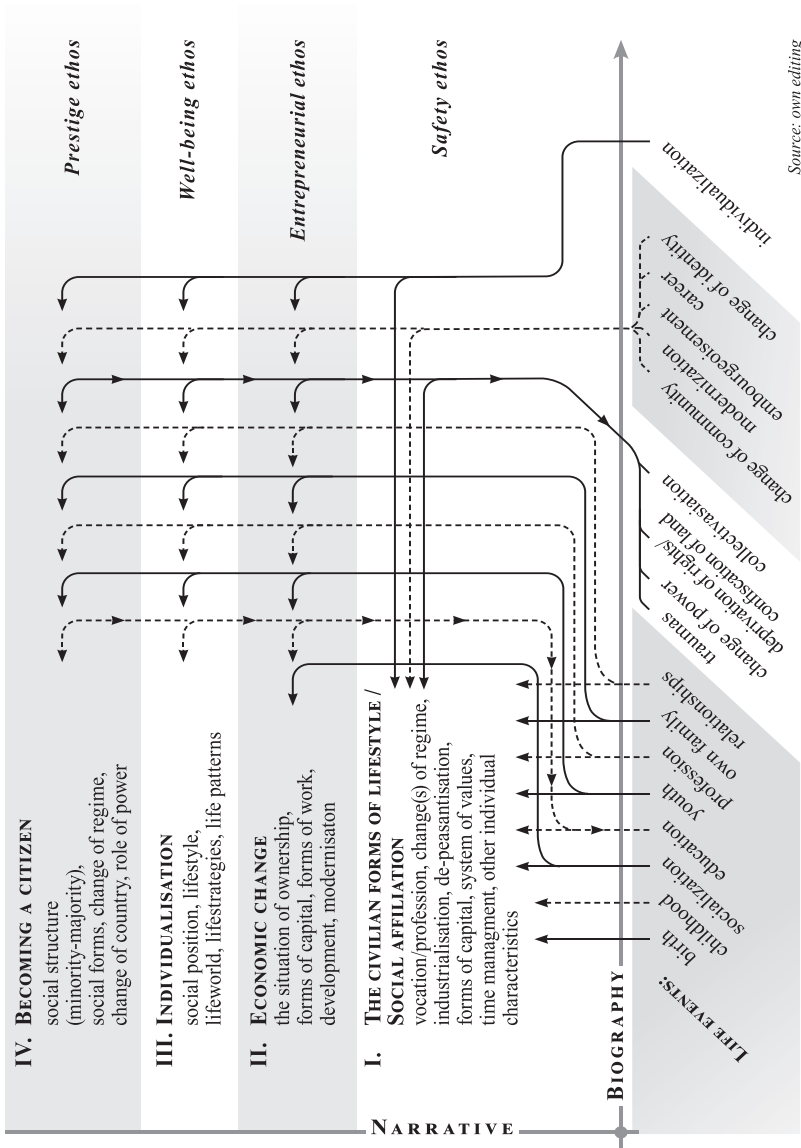 IV. BECOMING A CITIZEN
social structure
(minority-majority),
social forms, change of regime,
change of country, role of power
Prestige ethos
III. INDIVIDUALISATION
social position, lifestyle,
lifeworld, lifestrategies, life patterns
Well-being ethos
II. ECONOMIC CHANGE
the situation of ownership,
forms of capital, forms of work,
development, modernisaton
Entrepreneurial ethos
I. THE CIVILIAN FORMS OF LIFESTYLE /
SOCIAL AFFILIATION
vocation/profession, change(s) of regime,
industrialisation, de-peasantisation,
forms of capital, system of values,
time managment, other individual
characteristics
Safety ethos
NARRATIVE
BIOGRAPHY
LIFE EVENTS:
birth
childhood
socialization
education
youth
profession
own family
relationships
traumas
change of power
deprivation of rights/
confiscation of land
collectivasiation
change of community
modernization
embourgeoisement
career
change of identity
individualization
Source: own editing